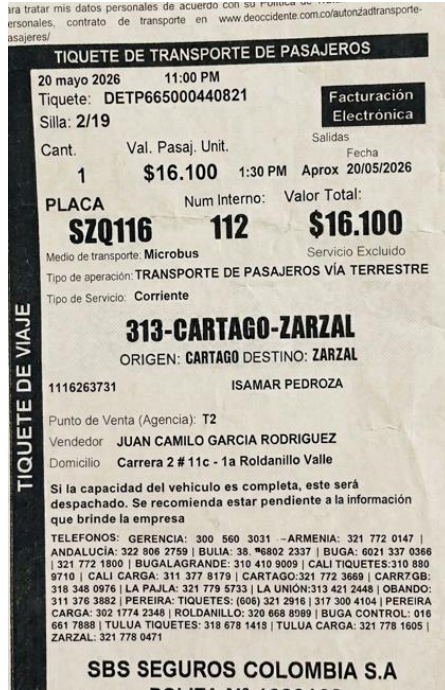 ara tratar mis datos personales de acuerdo con su Política de
ersonales, contrato de transporte en www.deoccidente.com.co/autorizadtransporte-
asajeres/
TIQUETE DE TRANSPORTE DE PASAJEROS
20 mayo 2026 11:00 PM
Tiquete: DETP665000440821
Facturación
Electrónica
Silla: 2/19
Salidas
Cant. Val. Pasaj. Unit. Fecha
1 $16.100 1:30 PM Aprox 20/05/2026
PLACA Num Interno: Valor Total:
SZQ116 112 $16.100
Medio de transporte: Microbus Servicio Excluido
Tipo de aperación: TRANSPORTE DE PASAJEROS VÍA TERRESTRE
Tipo de Servicio: Corriente
313-CARTAGO-ZARZAL
ORIGEN: CARTAGO DESTINO: ZARZAL
1116263731 ISAMAR PEDROZA
TIQUETE DE VIAJE
Punto de Venta (Agencia): T2
Vendedor JUAN CAMILO GARCIA RODRIGUEZ
Domicilio Carrera 2 # 11c - 1a Roldanillo Valle
Si la capacidad del vehiculo es completa, este será
despachado. Se recomienda estar pendiente a la información
que brinde la empresa
TELEFONOS: GERENCIA: 300 560 3031 -ARMENIA: 321 772 0147 |
ANDALUCÍA: 322 806 2759 | BULIA: 38. "6802 2337 | BUGA: 6021 337 0366
| 321 772 1800 | BUGALAGRANDE: 310 410 9009 | CALI TIQUETES:310 880
9710 | CALI CARGA: 311 377 8179 | CARTAGO:321 772 3669 | CARRZGB:
318 348 0976 | LA PAJLA: 321 779 5733 | LA UNIÓN:313 421 2448 | OBANDO:
311 376 3882 | PEREIRA: TIQUETES: (606) 321 2916 | 317 300 4104 | PEREIRA
CARGA: 302 1774 2348 | ROLDANILLO: 320 668 8989 | BUGA CONTROL: 016
661 7888 | TULUA TIQUETES: 318 678 1418 | TULUA CARGA: 321 778 1605 |
ZARZAL: 321 778 0471
SBS SEGUROS COLOMBIA S.A